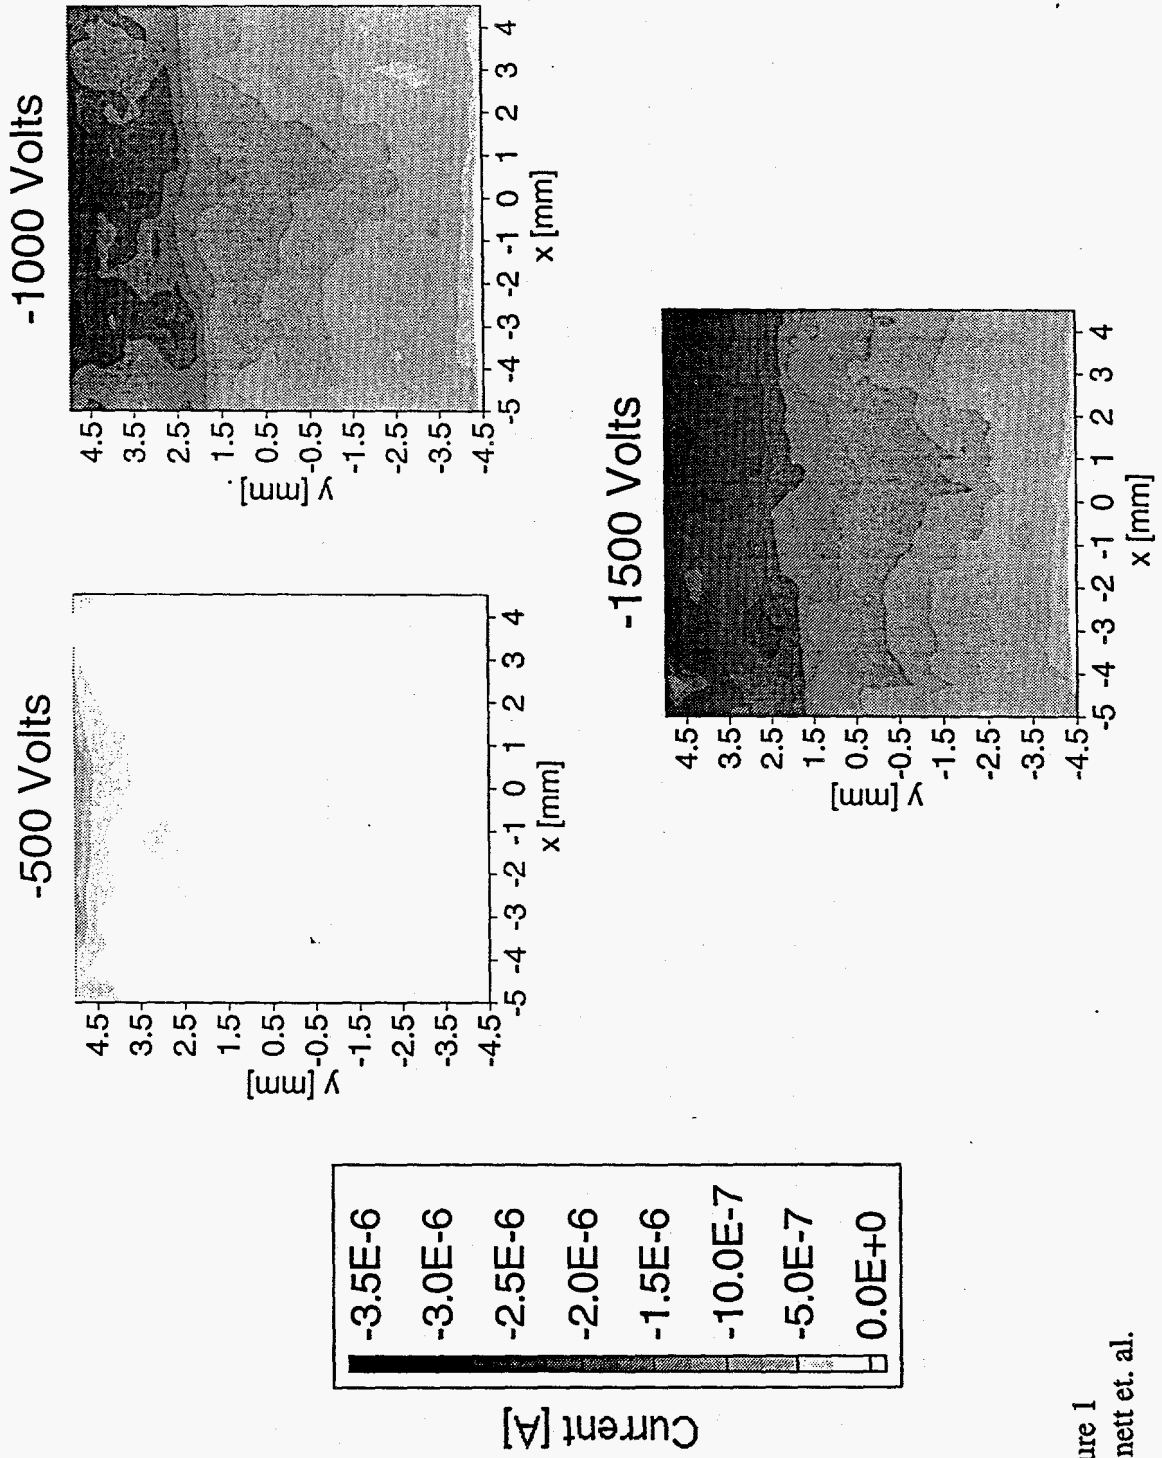 -500 Volts
4.5
3.5
2.5
1.5
0.5
-0.5
-1.5
-2.5
-3.5
-4.5
y [mm]
-5 -4 -3 -2 -1 0 1 2 3 4
x [mm]
-1000 Volts
4.5
3.5
2.5
1.5
0.5
-0.5
-1.5
-2.5
-3.5
-4.5
y [mm]
-5 -4 -3 -2 -1 0 1 2 3 4
x [mm]
Current [A]
-3.5E-6
-3.0E-6
-2.5E-6
-2.0E-6
-1.5E-6
-10.0E-7
-5.0E-7
0.0E+0
-1500 Volts
4.5
3.5
2.5
1.5
0.5
-0.5
-1.5
-2.5
-3.5
-4.5
y [mm]
-5 -4 -3 -2 -1 0 1 2 3 4
x [mm]
ure 1
nett et. al.